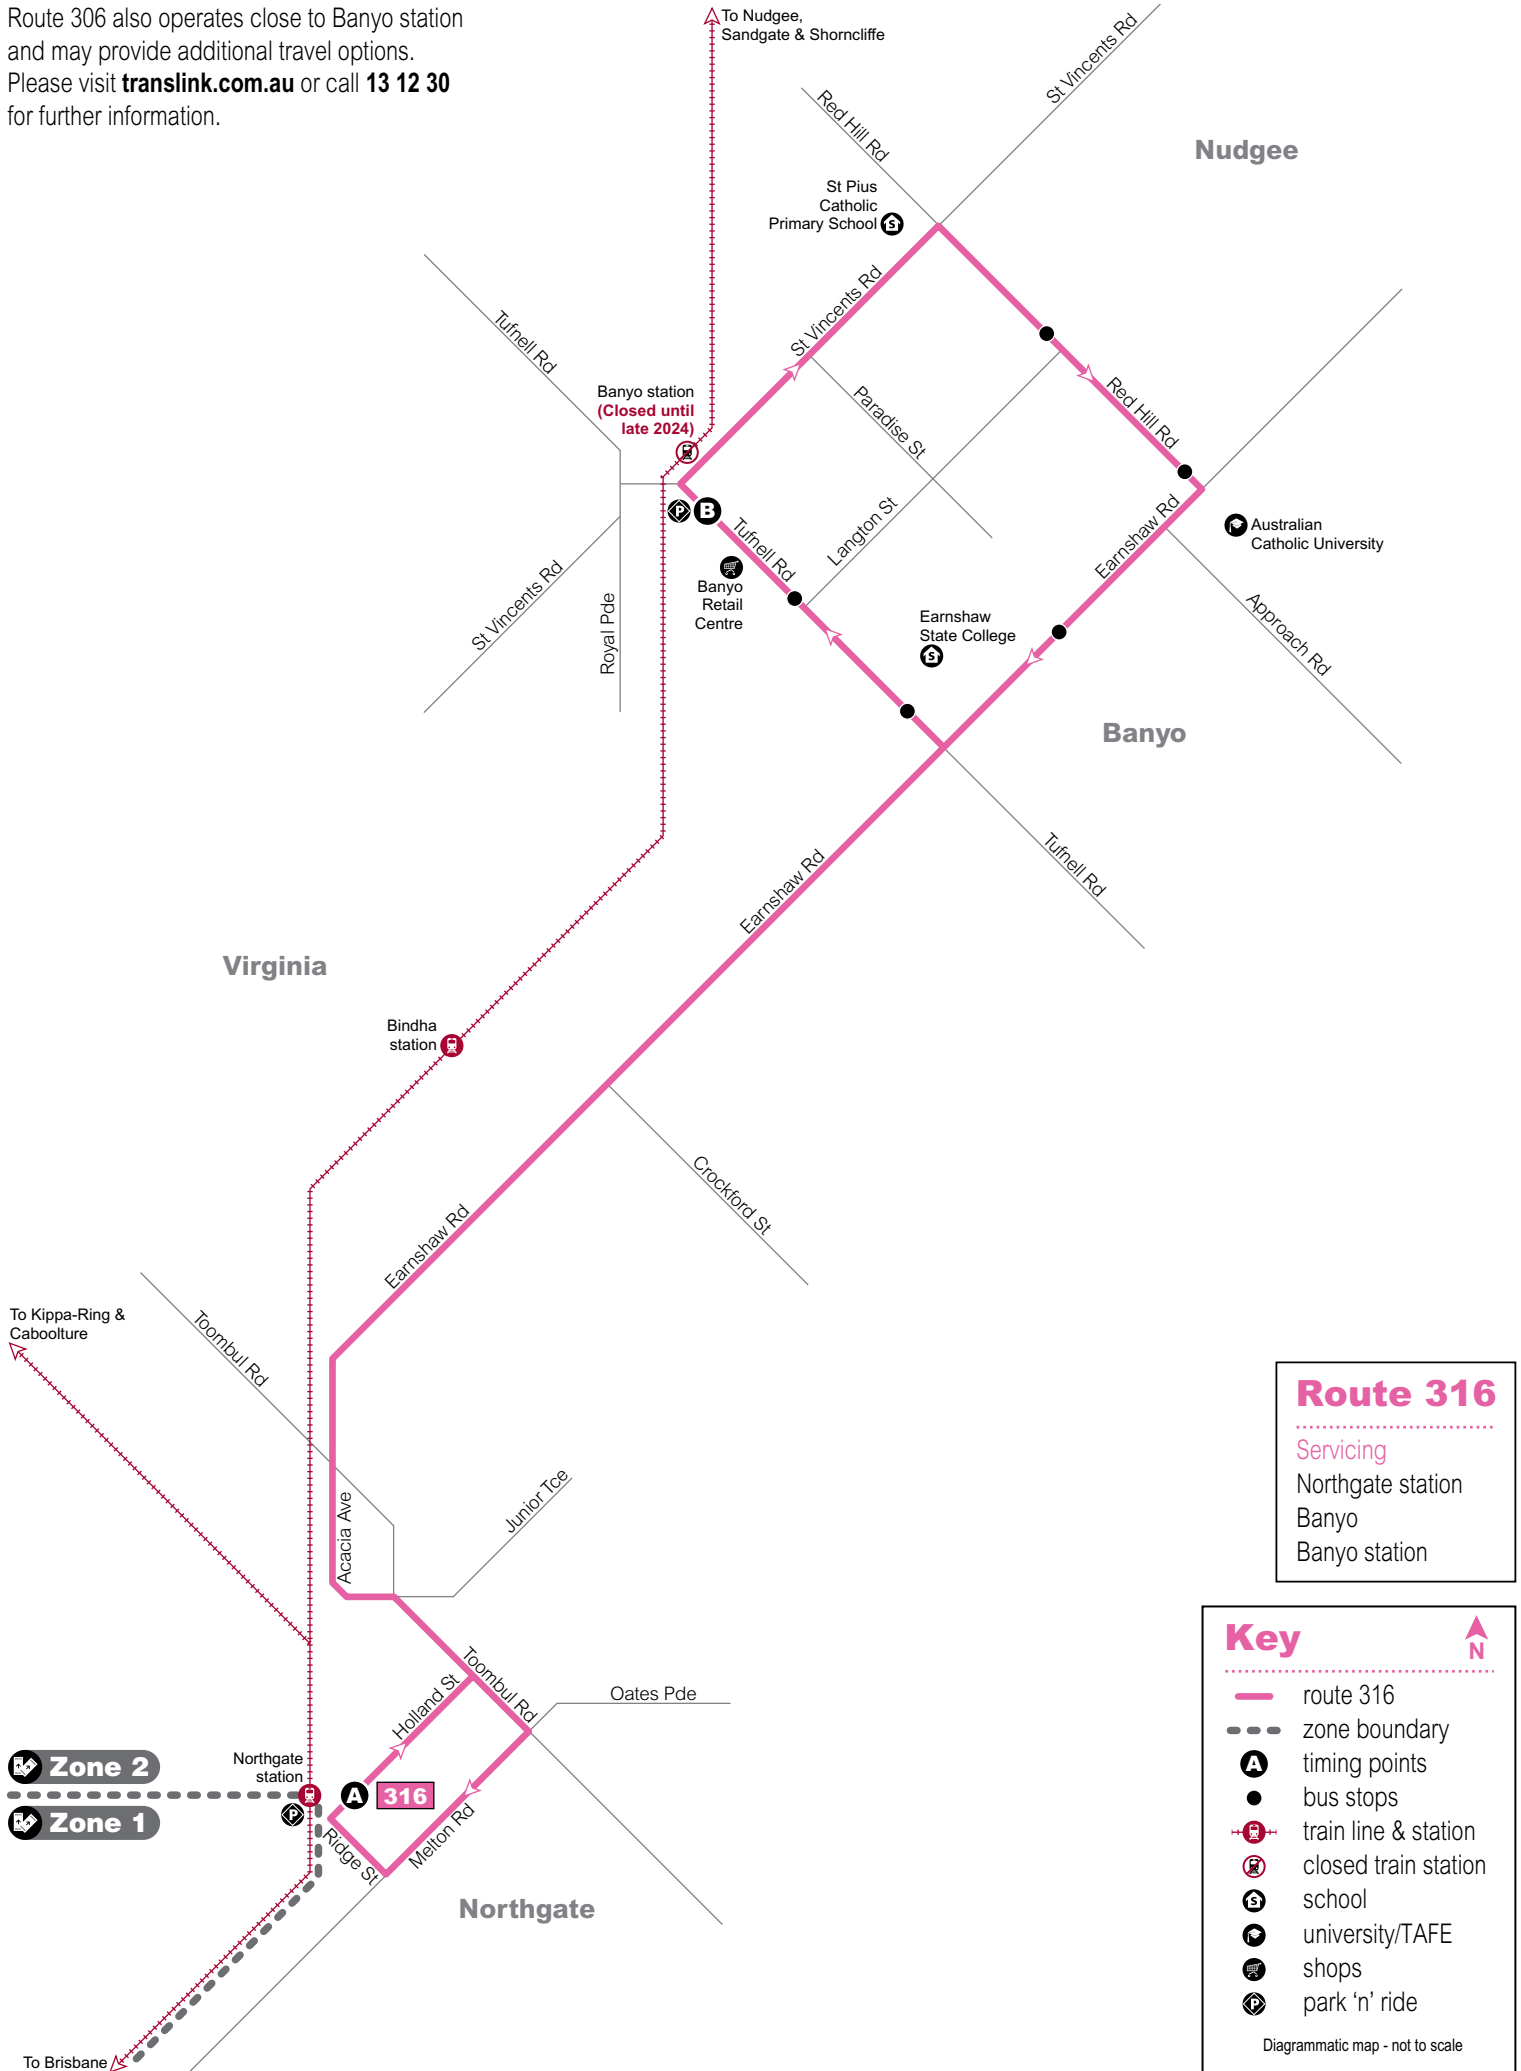 Route 306 also operates close to Banyo station
and may provide additional travel options.
Please visit translink.com.au or call 13 12 30
for further information.
To Nudgee,
Sandgate & Shorncliffe
St Vincents Rd
Red Hill Rd
Nudgee
St Pius
Catholic
Primary School
S
St Vincents Rd
Tufnell Rd
Banyo station
(Closed until
late 2024)
Paradise St
Red Hill Rd
P
B
Tufnell Rd
Langton St
Earnshaw Rd
Australian
Catholic University
St Vincents Rd
Royal Pde
Banyo
Retail
Centre
Earnshaw
State College
S
Approach Rd
Banyo
Tufnell Rd
Earnshaw Rd
Virginia
Bindha
station
Crockford St
Earnshaw Rd
To Kippa-Ring &
Caboolture
Toombul Rd
Acacia Ave
Junior Tce
Toombul Rd
Holland St
Oates Pde
Zone 2
Zone 1
Northgate
station
P
A
316
Ridge St
Melton Rd
Northgate
To Brisbane
Route 316
Servicing
Northgate station
Banyo
Banyo station
Key
N
route 316
zone boundary
A timing points
bus stops
train line & station
closed train station
S school
university/TAFE
shops
P park ‘n’ ride
Diagrammatic map - not to scale